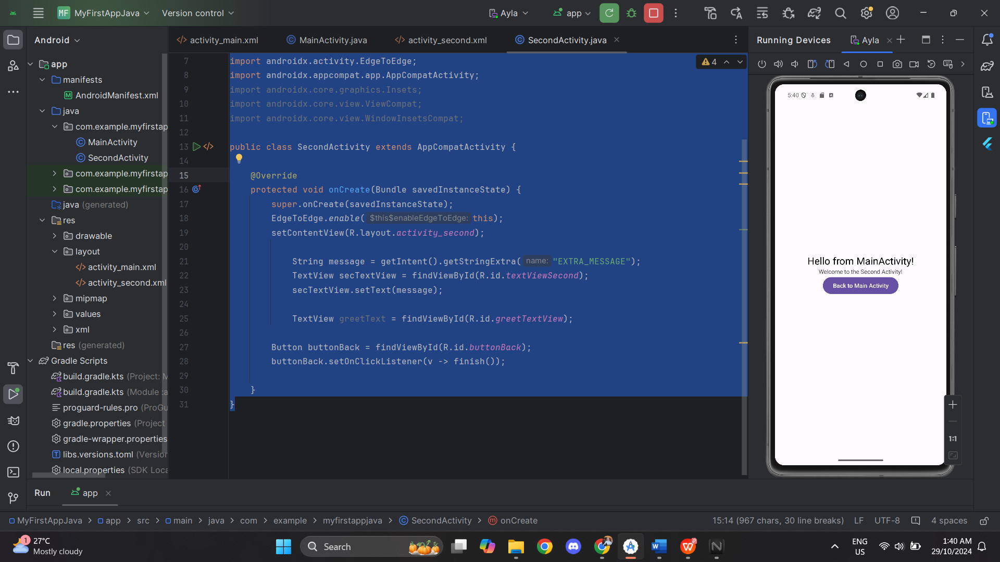 MF MyFirstAppJava Version control Ayla app
Android
activity_main.xml MainActivity.java activity_second.xml SecondActivity.java
Running Devices Ayla
app
manifests
AndroidManifest.xml
java
com.example.myfirstap
MainActivity
SecondActivity
com.example.myfirstap
com.example.myfirstap
java (generated)
res
drawable
layout
activity_main.xml
activity_second.xml
mipmap
values
xml
res (generated)
Gradle Scripts
build.gradle.kts (Project: M
build.gradle.kts (Module :a
proguard-rules.pro (ProGu
gradle.properties (Project
gradle-wrapper.properties
libs.versions.toml (Version
local.properties (SDK Loca
4
7 import androidx.activity.EdgeToEdge;
8 import androidx.appcompat.app.AppCompatActivity;
9 import androidx.core.graphics.Insets;
10 import androidx.core.view.ViewCompat;
11 import androidx.core.view.WindowInsetsCompat;
12
13 public class SecondActivity extends AppCompatActivity {
14
15 @Override
16 protected void onCreate(Bundle savedInstanceState) {
17 super.onCreate(savedInstanceState);
18 EdgeToEdge.enable( $this$enableEdgeToEdge: this);
19 setContentView(R.layout.activity_second);
20
21 String message = getIntent().getStringExtra( name: "EXTRA_MESSAGE");
22 TextView secTextView = findViewById(R.id.textViewSecond);
23 secTextView.setText(message);
24
25 TextView greetText = findViewById(R.id.greetTextView);
26
27 Button buttonBack = findViewById(R.id.buttonBack);
28 buttonBack.setOnClickListener(v -> finish());
29
30 }
31 }
5:40
Hello from MainActivity!
Welcome to the Second Activity!
Back to Main Activity
1:1
Run app
MyFirstAppJava > app > src > main > java > com > example > myfirstappjava > SecondActivity > onCreate
15:14 (967 chars, 30 line breaks) LF UTF-8 4 spaces
1
27°C
Mostly cloudy
Search
ENG
US
1:40 AM
29/10/2024